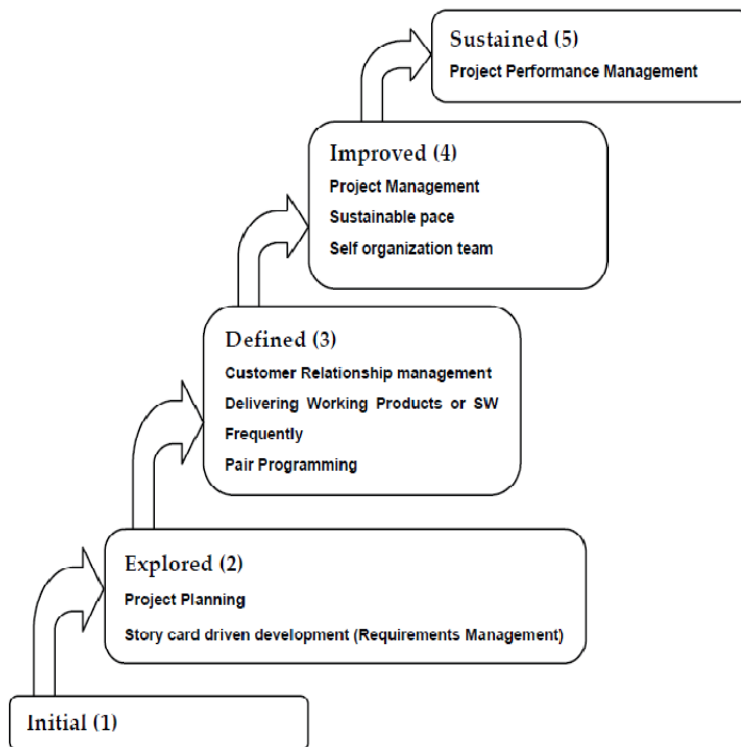 Sustained (5)
Project Performance Management
Improved (4)
Project Management
Sustainable pace
Self organization team
Defined (3)
Customer Relationship management
Delivering Working Products or SW
Frequently
Pair Programming
Explored (2)
Project Planning
Story card driven development (Requirements Management)
Initial (1)